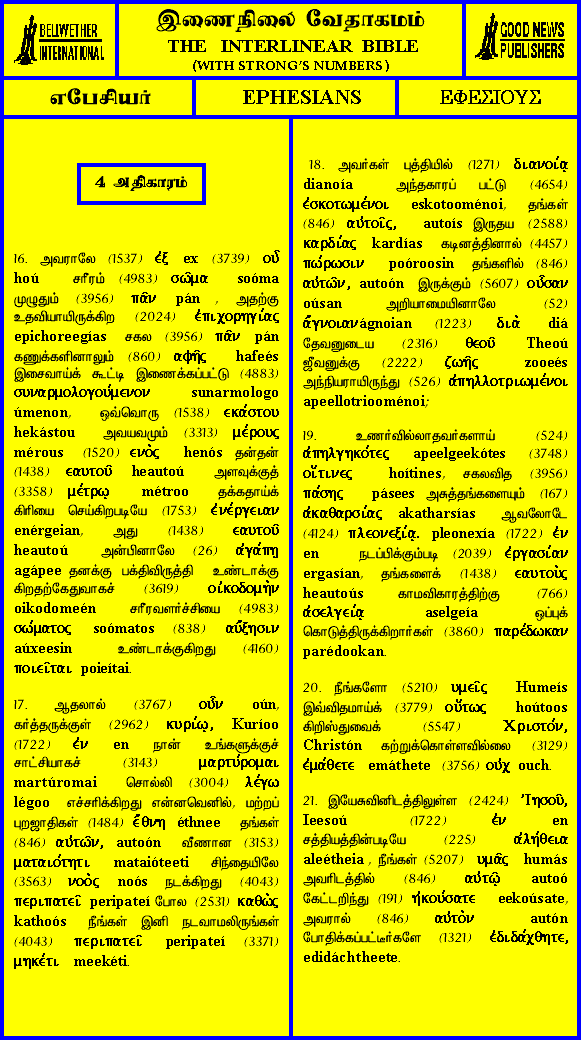 BELLWETHER
INTERNATIONAL
இணைநிலை வேதாகமம்
THE INTERLINEAR BIBLE
(WITH STRONG'S NUMBERS)
GOOD NEWS
PUBLISHERS
எபேசியர்
EPHESIANS
ΕΦΕΣΙΟΥΣ
4 அதிகாரம்
16. அவராலே (1537) ἐξ ex (3739) οὗ
hoú சரீரம் (4983) σῶμα soóma
முழுதும் (3956) πᾶν pán , அதற்கு
உதவியாயிருக்கிற (2024) ἐπιχορηγίας
epichoreegías சகல (3956) πᾶν pán
கணுக்களினாலும் (860) αφῆς hafeés
இசைவாய்க் கூட்டி இணைக்கப்பட்டு (4883)
συναρμολογούμενον sunarmologo
úmenon, ஒவ்வொரு (1538) εκάστου
hekástou அவயவமும் (3313) μέρους
mérous (1520) ενὸς henós தன்தன்
(1438) εαυτοῦ heautoú அளவுக்குத்
(3358) μέτρῳ métroo தக்கதாய்க்
கிரியை செய்கிறபடியே (1753) ἐνέργειαν
enérgeian, அது (1438) εαυτοῦ
heautoú அன்பினாலே (26) ἀγάπῃ
agápee தனக்கு பக்திவிருத்தி உண்டாக்கு
கிறதற்கேதுவாகச் (3619) οἰκοδομὴν
oikodomeén சரீரவளர்ச்சியை (4983)
σώματος soómatos (838) αὔξησιν
aúxeesin உண்டாக்குகிறது (4160)
ποιεῖται poieítai.
17. ஆதலால் (3767) οὖν oún,
கர்த்தருக்குள் (2962) κυρίῳ, Kuríoo
(1722) ἐν en நான் உங்களுக்குச்
சாட்சியாகச் (3143) μαρτύρομαι
martúromai சொல்லி (3004) λέγω
légoo எச்சரிக்கிறது என்னவெனில், மற்றப்
புறஜாதிகள் (1484) ἔθνη éthnee தங்கள்
(846) αὐτῶν, autoón வீணான (3153)
ματαιότητι mataióteeti சிந்தையிலே
(3563) νοὸς noós நடக்கிறது (4043)
περιπατεί peripateí போல (2531) καθὼς
kathoós நீங்கள் இனி நடவாமலிருங்கள்
(4043) περιπατεῖ peripateí (3371)
μηκέτι meekéti.
18. அவர்கள் புத்தியில் (1271) διανοίᾳ
dianoía அந்தகாரப் பட்டு (4654)
ἐσκοτωμένοι eskotooménoi, தங்கள்
(846) αὐτοῖς, autoís இருதய (2588)
καρδίας kardías கடினத்தினால் (4457)
πώρωσιν poóroosin தங்களில் (846)
αὐτῶν, autoón இருக்கும் (5607) οὖσαν
oúsan அறியாமையினாலே (52)
ἄγνοιαν ágnoian (1223) διὰ diá
தேவனுடைய (2316) θεοῦ Theoú
ஜீவனுக்கு (2222) ζωῆς zooeés
அந்நியராயிருந்து (526) ἀπηλλοτριωμένοι
apeellotriooménoi;
19. உணர்வில்லாதவர்களாய் (524)
ἀπηλγηκότες apeelgeekótes (3748)
οἵτινες hoítines, சகலவித (3956)
πάσης pásees அசுத்தங்களையும் (167)
ἀκαθαρσίας akatharsías ஆவலோடே
(4124) πλεονεξίᾳ. pleonexía (1722) ἐν
en நடப்பிக்கும்படி (2039) ἐργασίαν
ergasían, தங்களைக் (1438) εαυτοὺς
heautoús காமவிகாரத்திற்கு (766)
ἀσελγείᾳ aselgeía ஒப்புக்
கொடுத்திருக்கிறார்கள் (3860) παρέδωκαν
parédookan.
20. நீங்களோ (5210) υμεῖς Humeís
இவ்விதமாய்க் (3779) οὕτως hoútoos
கிறிஸ்துவைக் (5547) Χριστόν,
Christón கற்றுக்கொள்ளவில்லை (3129)
ἐμάθετε emáthete (3756) οὐχ ouch.
21. இயேசுவினிடத்திலுள்ள (2424) Ἰησοῦ,
Ieesoú (1722) ἐν en
சத்தியத்தின்படியே (225) ἀλήθεια
aleétheia , நீங்கள் (5207) υμᾶς humás
அவரிடத்தில் (846) αὐτῷ autoó
கேட்டறிந்து (191) ἠκούσατε eekoúsate,
அவரால் (846) αὐτὸν autón
போதிக்கப்பட்டீர்களே (1321) ἐδιδάχθητε,
edidáchtheete.